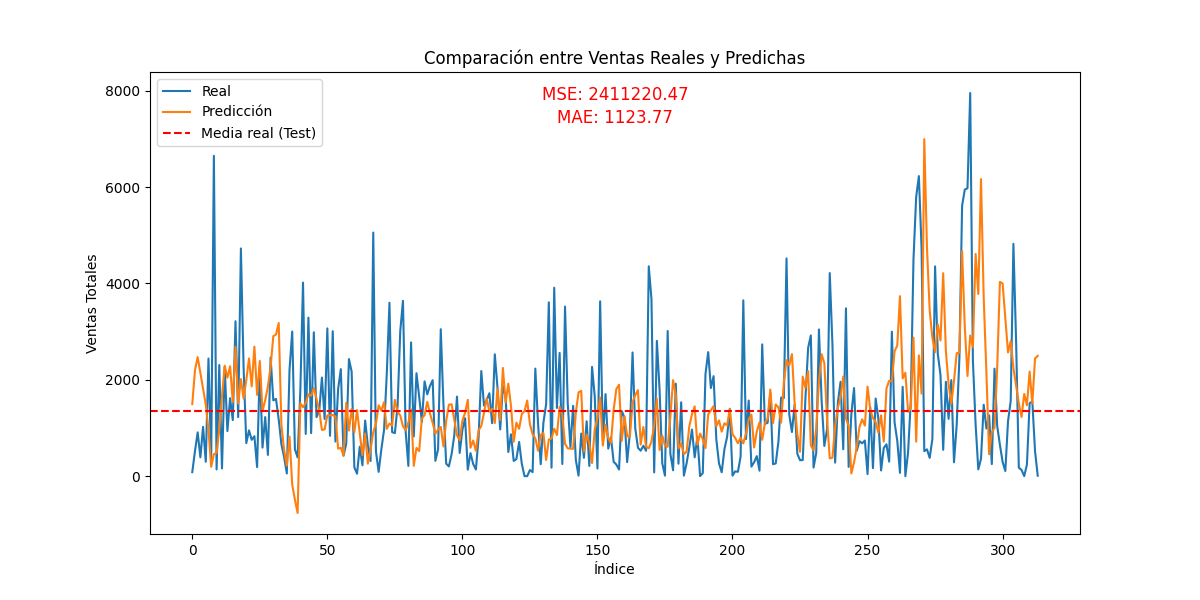 Comparación entre Ventas Reales y Predichas
MSE: 2411220.47
MAE: 1123.77
Real
Predicción
Media real (Test)
Ventas Totales
8000
6000
4000
2000
0
0 50 100 150 200 250 300
Índice